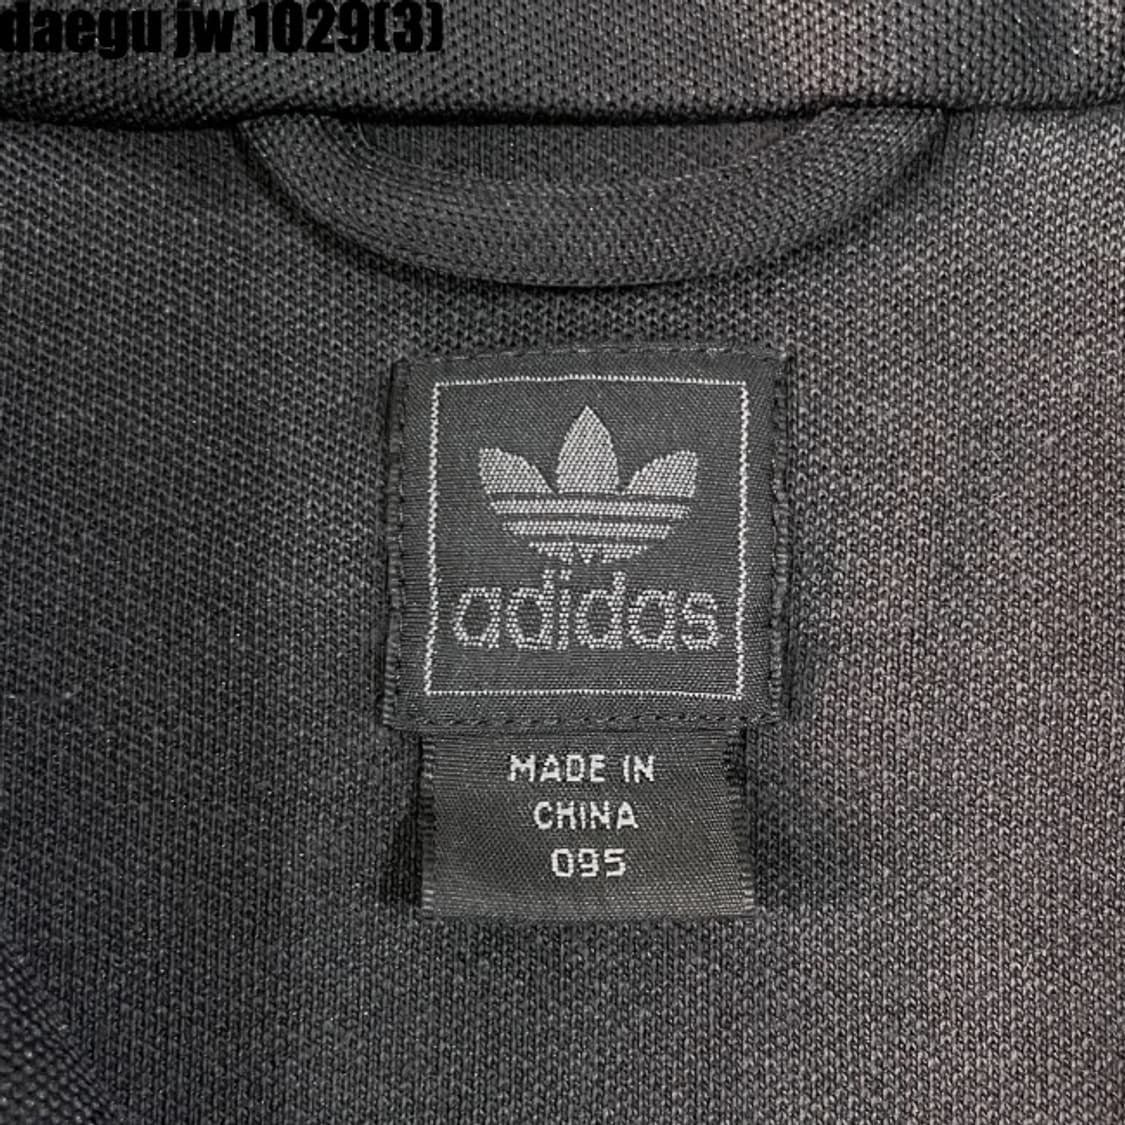 daegu jw 1029(3)
adidas
MADE IN
CHINA
095